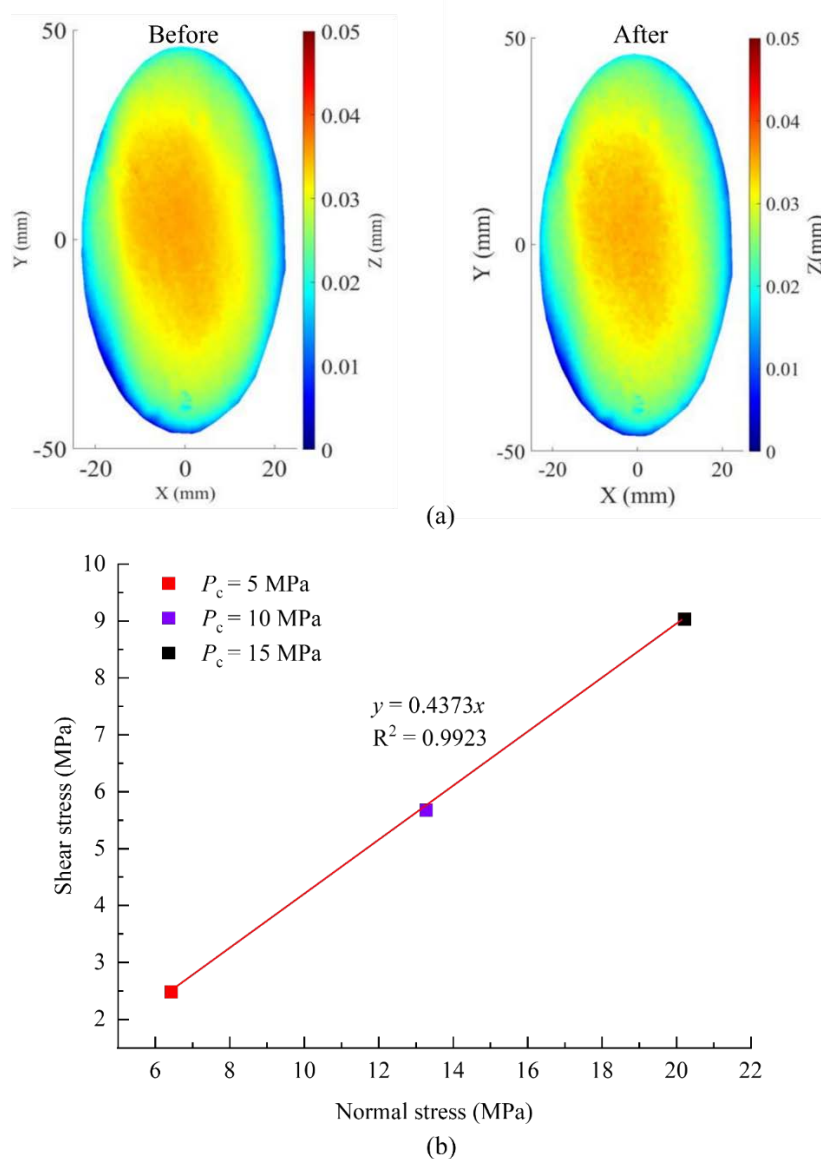 Before
50
0
-50
Y (mm)
-20 0 20
X (mm)
0.05
0.04
0.03
0.02
0.01
0
Z (mm)
After
50
0
-50
Y (mm)
-20 0 20
X (mm)
0.05
0.04
0.03
0.02
0.01
0
Z(mm)
(a)
10
9
8
7
6
5
4
3
2
Shear stress (MPa)
Pc = 5 MPa
Pc = 10 MPa
Pc = 15 MPa
y = 0.4373x
R² = 0.9923
6 8 10 12 14 16 18 20 22
Normal stress (MPa)
(b)